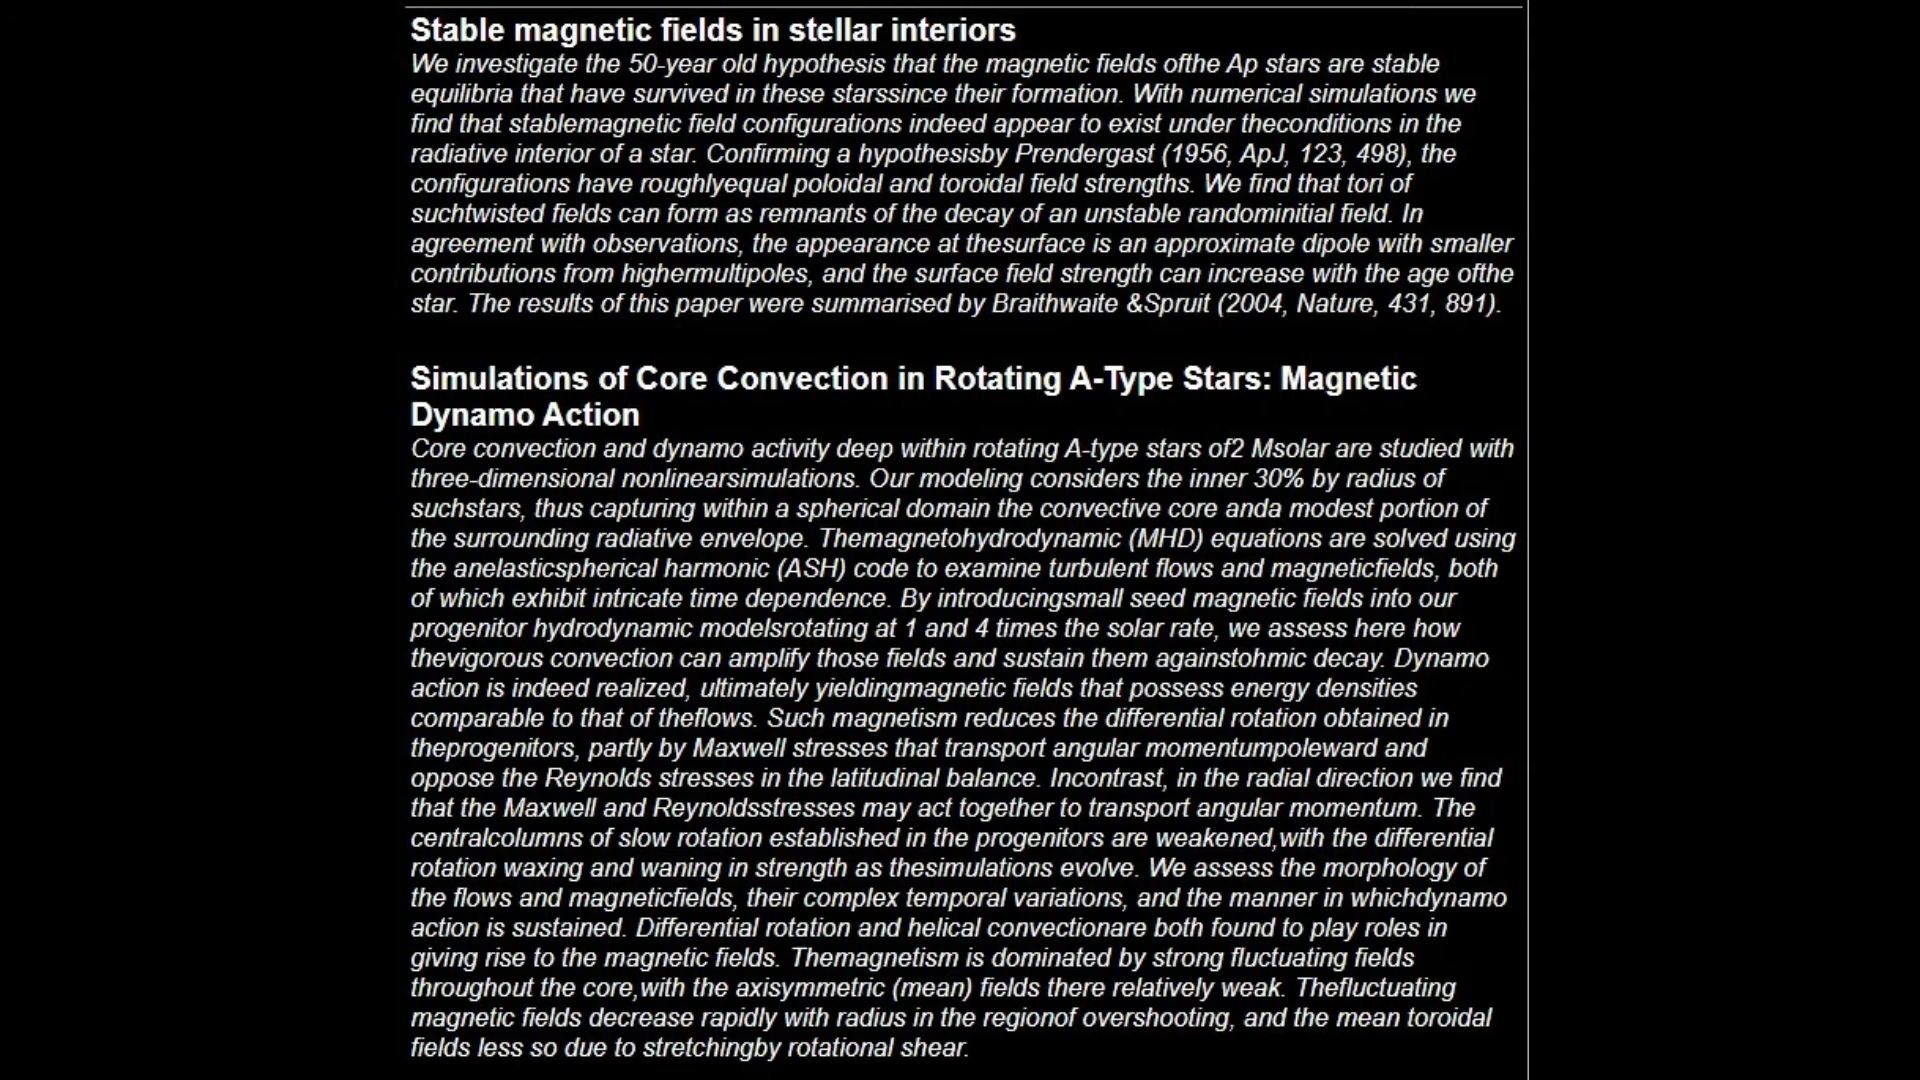 Stable magnetic fields in stellar interiors
We investigate the 50-year old hypothesis that the magnetic fields ofthe Ap stars are stable
equilibria that have survived in these starssince their formation. With numerical simulations we
find that stablemagnetic field configurations indeed appear to exist under theconditions in the
radiative interior of a star. Confirming a hypothesisby Prendergast (1956, ApJ, 123, 498), the
configurations have roughlyequal poloidal and toroidal field strengths. We find that tori of
suchtwisted fields can form as remnants of the decay of an unstable randominitial field. In
agreement with observations, the appearance at thesurface is an approximate dipole with smaller
contributions from highermultipoles, and the surface field strength can increase with the age ofthe
star. The results of this paper were summarised by Braithwaite &Spruit (2004, Nature, 431, 891).
Simulations of Core Convection in Rotating A-Type Stars: Magnetic
Dynamo Action
Core convection and dynamo activity deep within rotating A-type stars of2 Msolar are studied with
three-dimensional nonlinearsimulations. Our modeling considers the inner 30% by radius of
suchstars, thus capturing within a spherical domain the convective core anda modest portion of
the surrounding radiative envelope. Themagnetohydrodynamic (MHD) equations are solved using
the anelasticspherical harmonic (ASH) code to examine turbulent flows and magneticfields, both
of which exhibit intricate time dependence. By introducingsmall seed magnetic fields into our
progenitor hydrodynamic modelsrotating at 1 and 4 times the solar rate, we assess here how
thevigorous convection can amplify those fields and sustain them againstohmic decay. Dynamo
action is indeed realized, ultimately yieldingmagnetic fields that possess energy densities
comparable to that of theflows. Such magnetism reduces the differential rotation obtained in
theprogenitors, partly by Maxwell stresses that transport angular momentumpoleward and
oppose the Reynolds stresses in the latitudinal balance. Incontrast, in the radial direction we find
that the Maxwell and Reynoldsstresses may act together to transport angular momentum. The
centralcolumns of slow rotation established in the progenitors are weakened,with the differential
rotation waxing and waning in strength as thesimulations evolve. We assess the morphology of
the flows and magneticfields, their complex temporal variations, and the manner in whichdynamo
action is sustained. Differential rotation and helical convectionare both found to play roles in
giving rise to the magnetic fields. Themagnetism is dominated by strong fluctuating fields
throughout the core,with the axisymmetric (mean) fields there relatively weak. Thefluctuating
magnetic fields decrease rapidly with radius in the regionof overshooting, and the mean toroidal
fields less so due to stretchingby rotational shear.